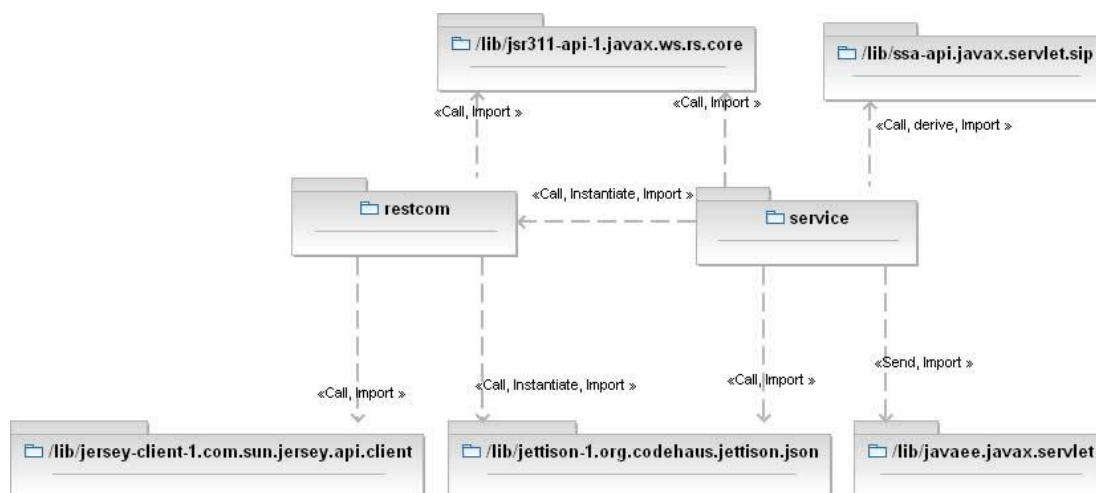 /lib/jsr311-api-1.javax.ws.rs.core
/lib/ssa-api.javax.servlet.sip
«Call, Import »
«Call, Import »
«Call, derive, Import »
restcom
«Call, Instantiate, Import »
service
«Call, Import »
«Call, Instantiate, Import »
«Call, Import »
«Send, Import »
/lib/jersey-client-1.com.sun.jersey.api.client
/lib/jettison-1.org.codehaus.jettison.json
/lib/javaee.javax.servlet